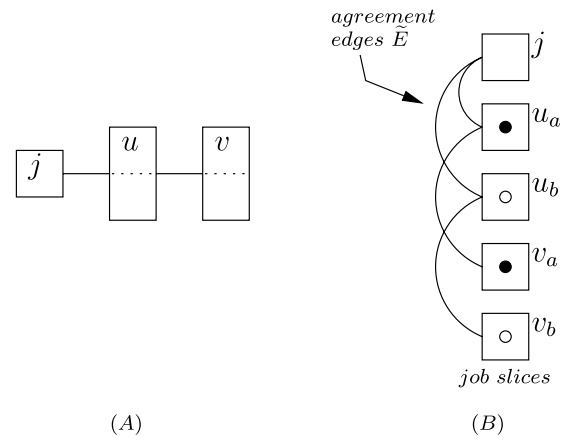 agreement
edges Ẽ
j
u_a
u_b
v_a
v_b
job slices
j
u
v
(A)
(B)